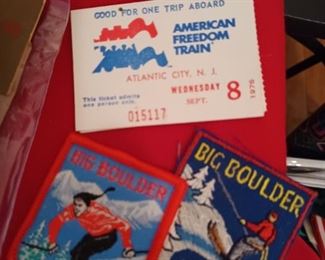 GOOD FOR ONE TRIP ABOARD
AMERICAN
FREEDOM
TRAIN
ATLANTIC CITY, N. J.
This ticket admits
one person only.
WEDNESDAY
SEPT. 8 1976
015117
BIG BOULDER
BIG BOULDER